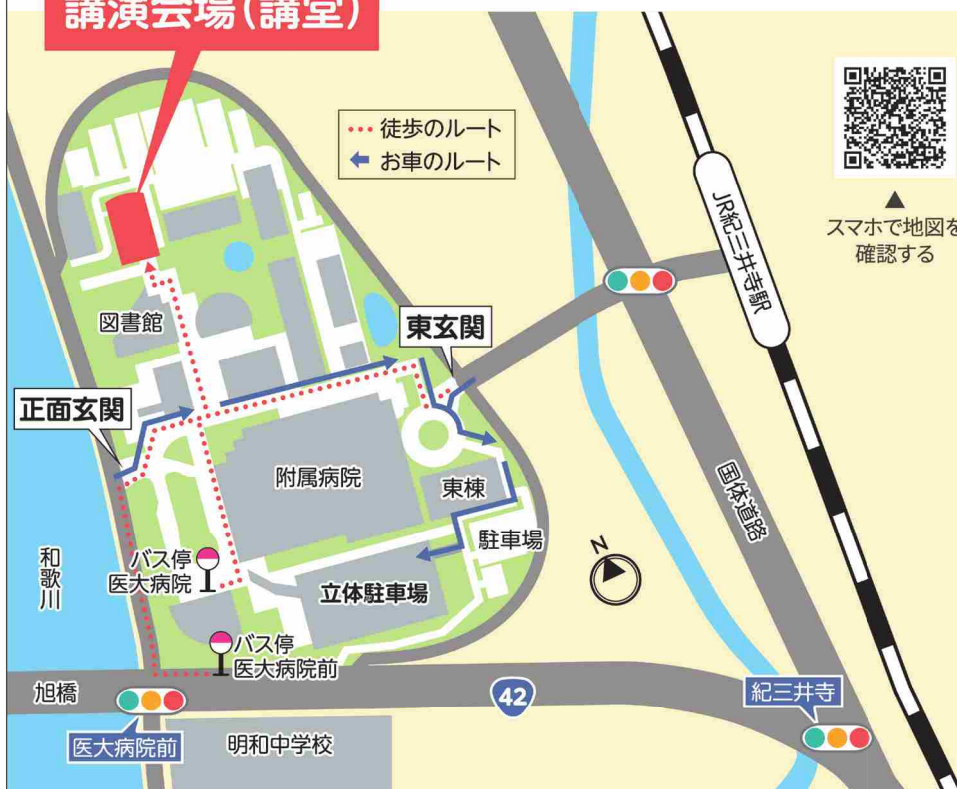 講演会場(講堂)
徒歩のルート
お車のルート
▲
スマホで地図を
確認する
JR紀三井寺駅
図書館
東玄関
正面玄関
附属病院
東棟
国体道路
駐車場
N
バス停
医大病院
和歌川
立体駐車場
バス停
医大病院前
旭橋
42
紀三井寺
医大病院前
明和中学校